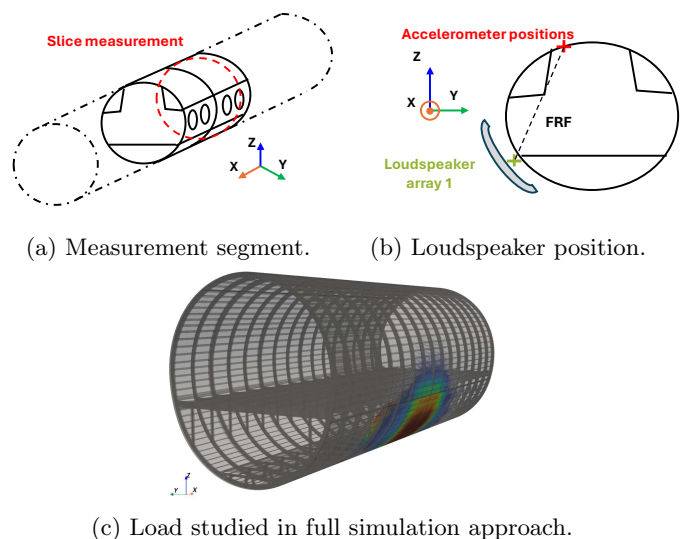 Slice measurement
Z
X
Y
(a) Measurement segment.
Accelerometer positions
Z
Y
X
FRF
Loudspeaker
array 1
(b) Loudspeaker position.
Z
Y
X
(c) Load studied in full simulation approach.